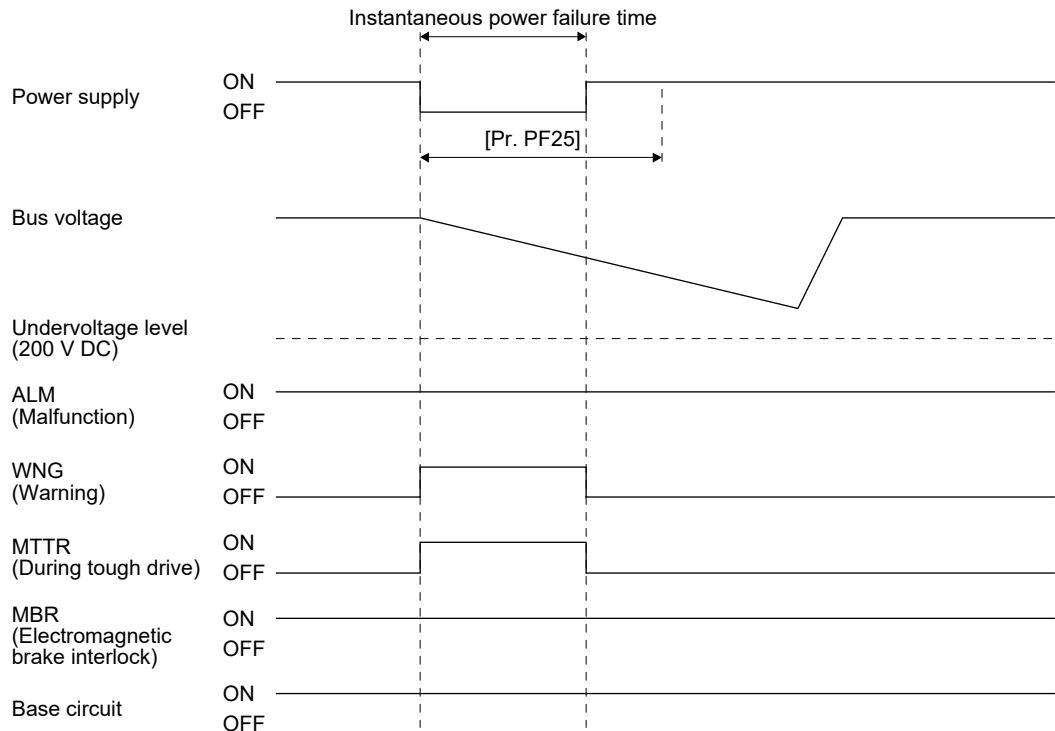 Instantaneous power failure time
Power supply
ON
OFF
[Pr. PF25]
Bus voltage
Undervoltage level
(200 V DC)
ALM
(Malfunction)
ON
OFF
WNG
(Warning)
ON
OFF
MTTR
(During tough drive)
ON
OFF
MBR
(Electromagnetic
brake interlock)
ON
OFF
Base circuit
ON
OFF